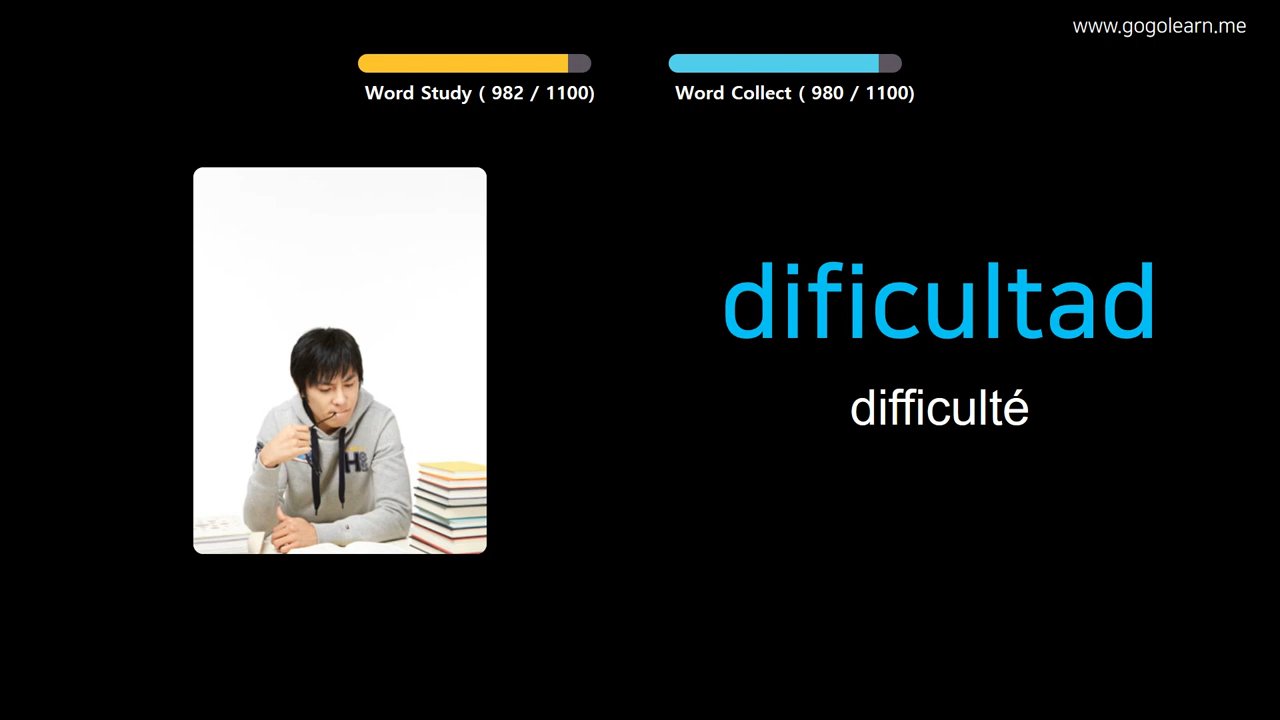 www.gogolearn.me
Word Study ( 982 / 1100)
Word Collect ( 980 / 1100)
dificultad
difficulté
H